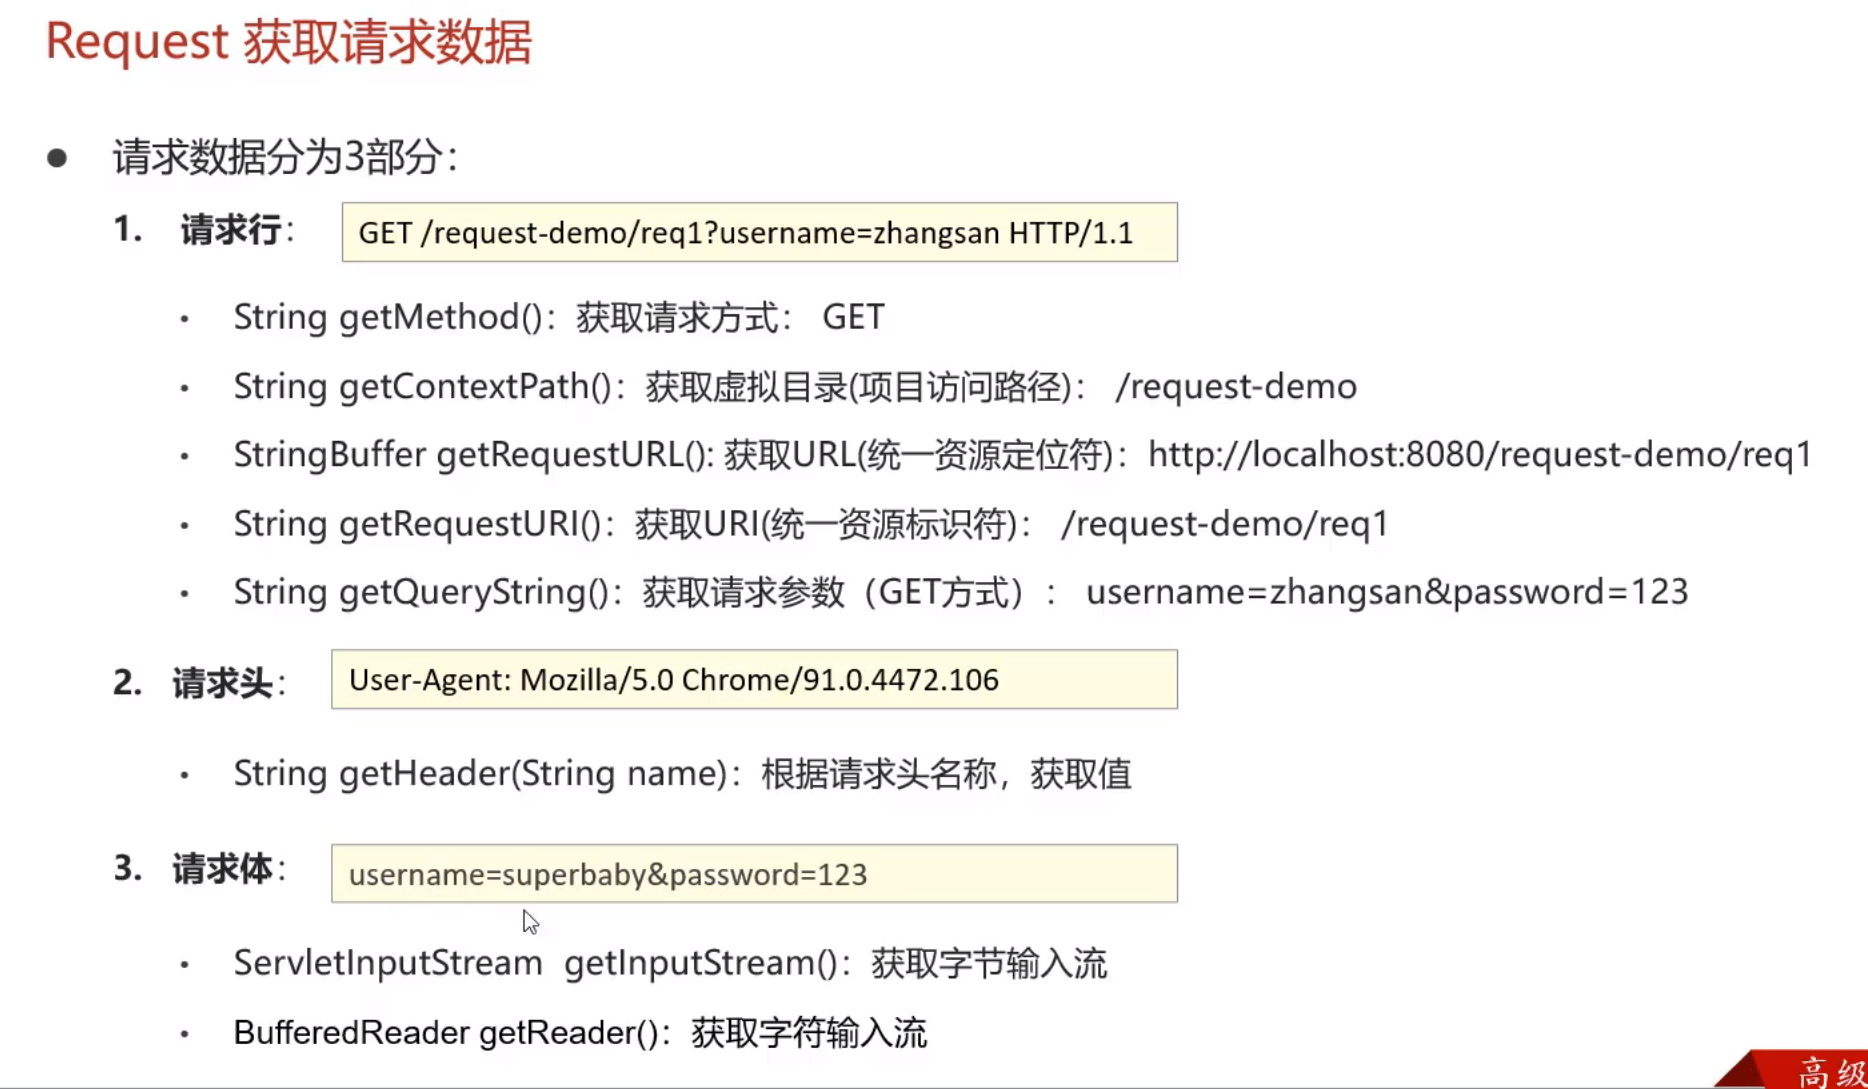 Request 获取请求数据
● 请求数据分为3部分：
1. 请求行： GET /request-demo/req1?username=zhangsan HTTP/1.1
• String getMethod()：获取请求方式： GET
• String getContextPath()：获取虚拟目录(项目访问路径)： /request-demo
• StringBuffer getRequestURL(): 获取URL(统一资源定位符)：http://localhost:8080/request-demo/req1
• String getRequestURI()：获取URI(统一资源标识符)： /request-demo/req1
• String getQueryString()：获取请求参数（GET方式）： username=zhangsan&password=123
2. 请求头： User-Agent: Mozilla/5.0 Chrome/91.0.4472.106
• String getHeader(String name)：根据请求头名称，获取值
3. 请求体： username=superbaby&password=123
• ServletInputStream getInputStream()：获取字节输入流
• BufferedReader getReader()：获取字符输入流
高级